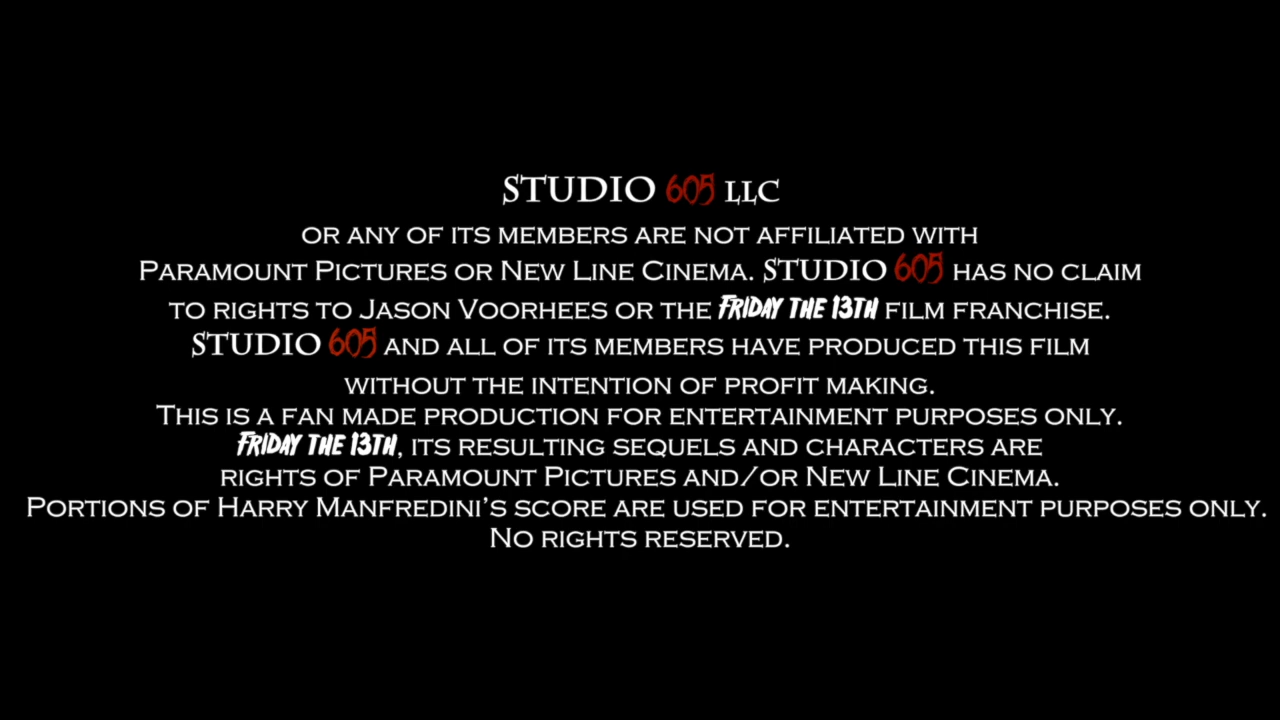 STUDIO 605 LLC
OR ANY OF ITS MEMBERS ARE NOT AFFILIATED WITH
PARAMOUNT PICTURES OR NEW LINE CINEMA. STUDIO 605 HAS NO CLAIM
TO RIGHTS TO JASON VOORHEES OR THE FRIDAY THE 13TH FILM FRANCHISE.
STUDIO 605 AND ALL OF ITS MEMBERS HAVE PRODUCED THIS FILM
WITHOUT THE INTENTION OF PROFIT MAKING.
THIS IS A FAN MADE PRODUCTION FOR ENTERTAINMENT PURPOSES ONLY.
FRIDAY THE 13TH, ITS RESULTING SEQUELS AND CHARACTERS ARE
RIGHTS OF PARAMOUNT PICTURES AND/OR NEW LINE CINEMA.
PORTIONS OF HARRY MANFREDINI'S SCORE ARE USED FOR ENTERTAINMENT PURPOSES ONLY.
NO RIGHTS RESERVED.